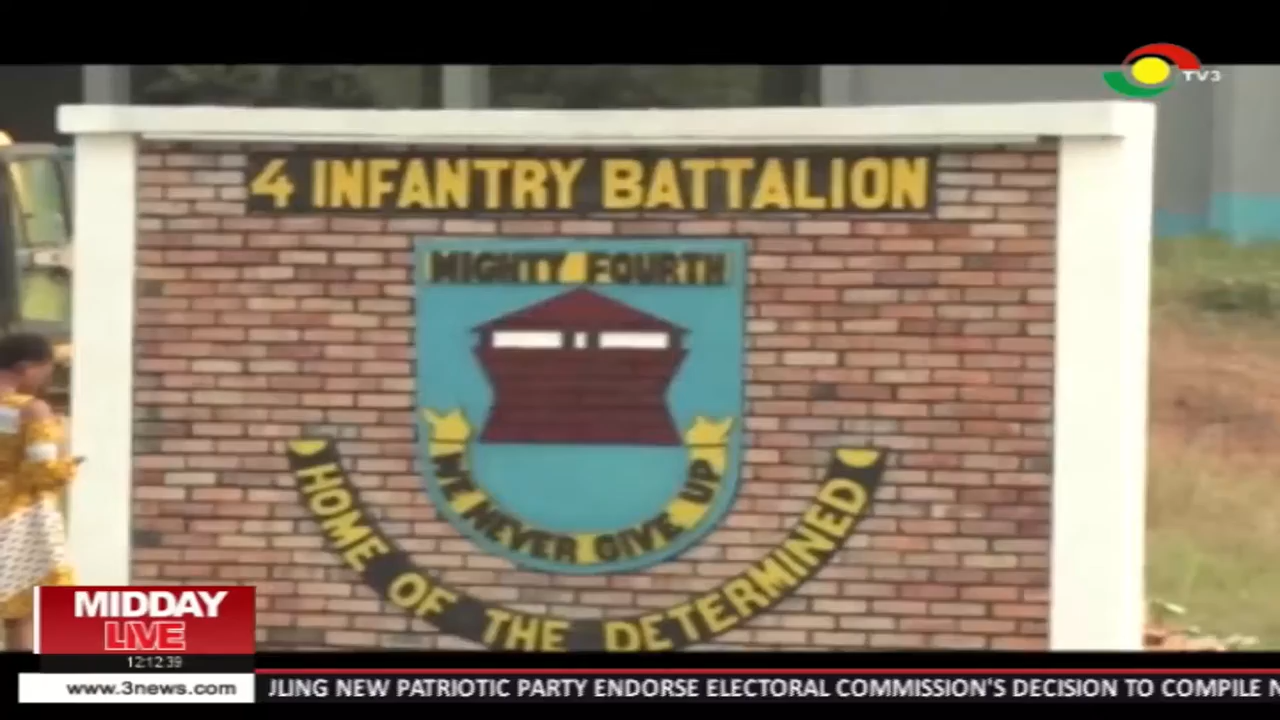 TV3
4 INFANTRY BATTALION
MIGHTY FOURTH
WE NEVER GIVE UP
HOME OF THE DETERMINED
MIDDAY
LIVE
12:12:39
www.3news.com
JLING NEW PATRIOTIC PARTY ENDORSE ELECTORAL COMMISSION'S DECISION TO COMPILE N